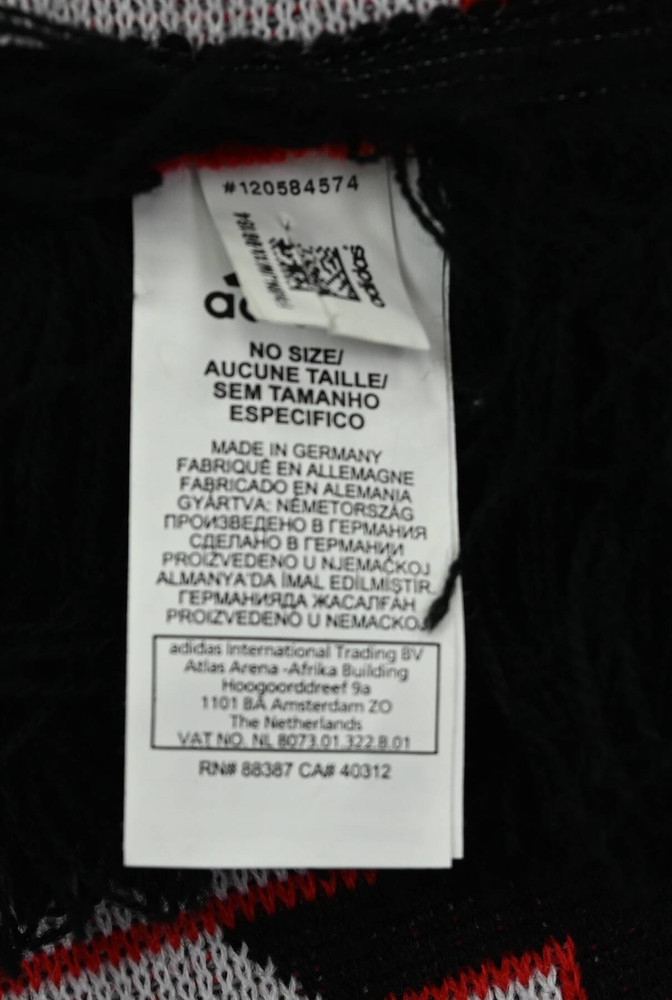 #120584574
adidas
NO SIZE/
AUCUNE TAILLE/
SEM TAMANHO
ESPECIFICO
MADE IN GERMANY
FABRIQUÉ EN ALLEMAGNE
FABRICADO EN ALEMANIA
GYÁRTVA: NÉMETORSZÁG
ПРОИЗВЕДЕНО В ГЕРМАНИЯ
СДЕЛАНО В ГЕРМАНИИ
PROIZVEDENO U NJEMAČKOJ
ALMANYA'DA İMAL EDİLMİŞTİR.
ГЕРМАНИЯДА ЖАСАЛҒАН
PROIZVEDENO U NEMAČKOJ
adidas International Trading BV
Atlas Arena -Afrika Building
Hoogoorddreef 9a
1101 BA Amsterdam ZO
The Netherlands
VAT NO. NL 8073.01.322.B.01
RN# 88387 CA# 40312